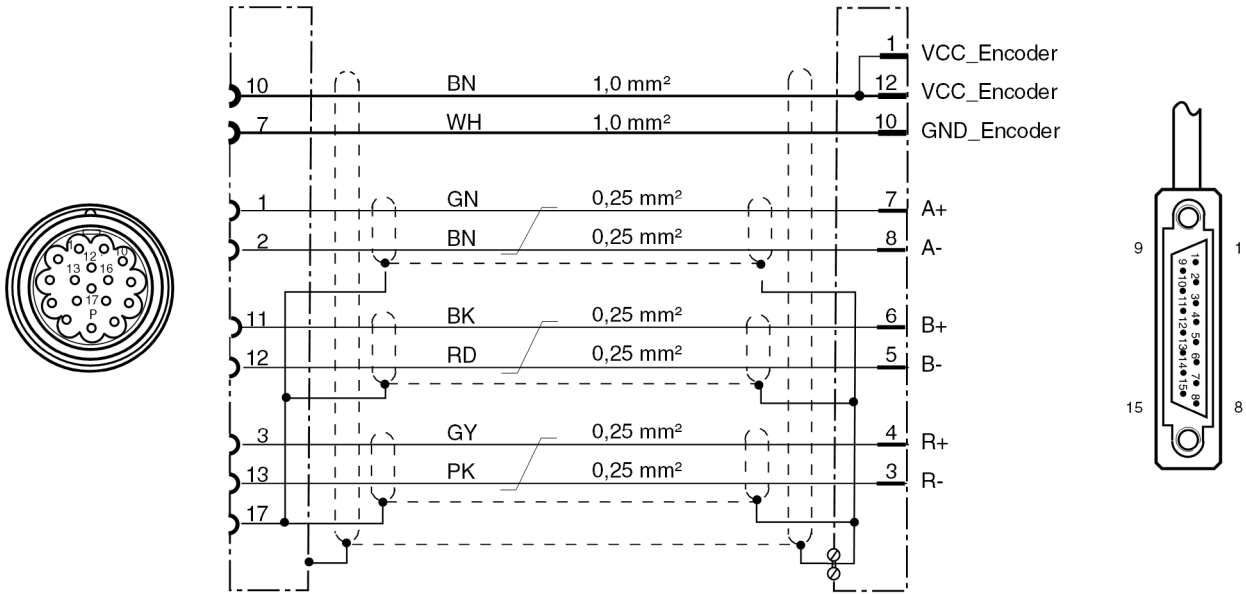 1 VCC_Encoder
10 BN 1,0 mm² 12 VCC_Encoder
7 WH 1,0 mm² 10 GND_Encoder
1 GN 0,25 mm² 7 A+
2 BN 0,25 mm² 8 A-
11 BK 0,25 mm² 6 B+
12 RD 0,25 mm² 5 B-
3 GY 0,25 mm² 4 R+
13 PK 0,25 mm² 3 R-
17
1 12 10
13 16
17
P
9 1
1
9 2
10 3
11 4
12 5
13 6
14 7
15 8
15 8